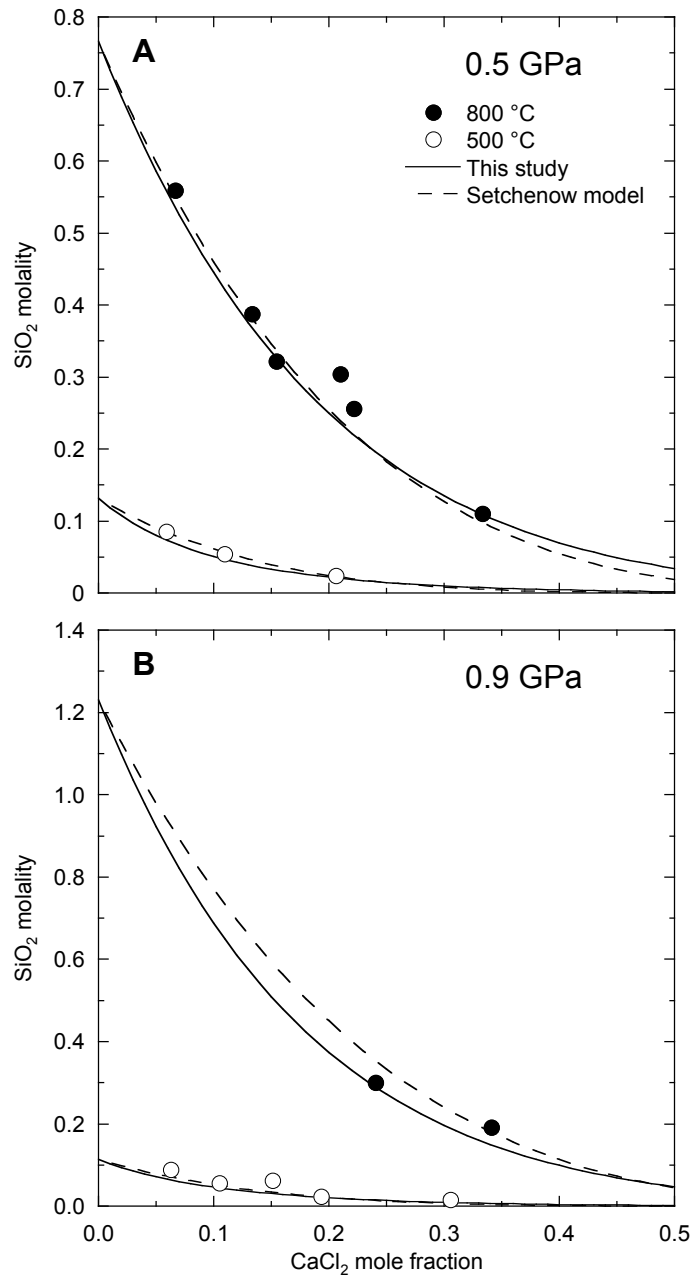 A
0.5 GPa
800 °C
500 °C
This study
Setchenow model
SiO₂ molality
0.8
0.7
0.6
0.5
0.4
0.3
0.2
0.1
0
B
0.9 GPa
SiO₂ molality
1.4
1.2
1.0
0.8
0.6
0.4
0.2
0.0
0.0 0.1 0.2 0.3 0.4 0.5
CaCl₂ mole fraction